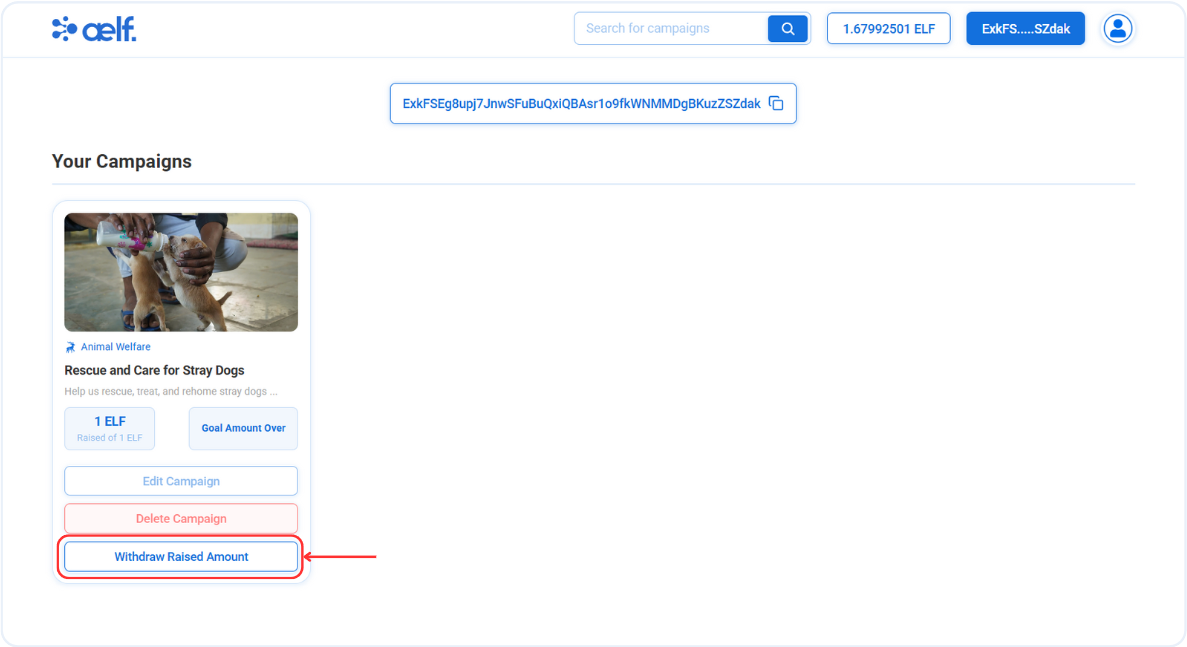 aelf.
Search for campaigns
1.67992501 ELF
ExkFS.....SZdak
ExkFSEg8upj7JnwSFuBuQxiQBAsr1o9fkWNMMDgBKuzZSZdak
Your Campaigns
Animal Welfare
Rescue and Care for Stray Dogs
Help us rescue, treat, and rehome stray dogs ...
1 ELF
Raised of 1 ELF
Goal Amount Over
Edit Campaign
Delete Campaign
Withdraw Raised Amount